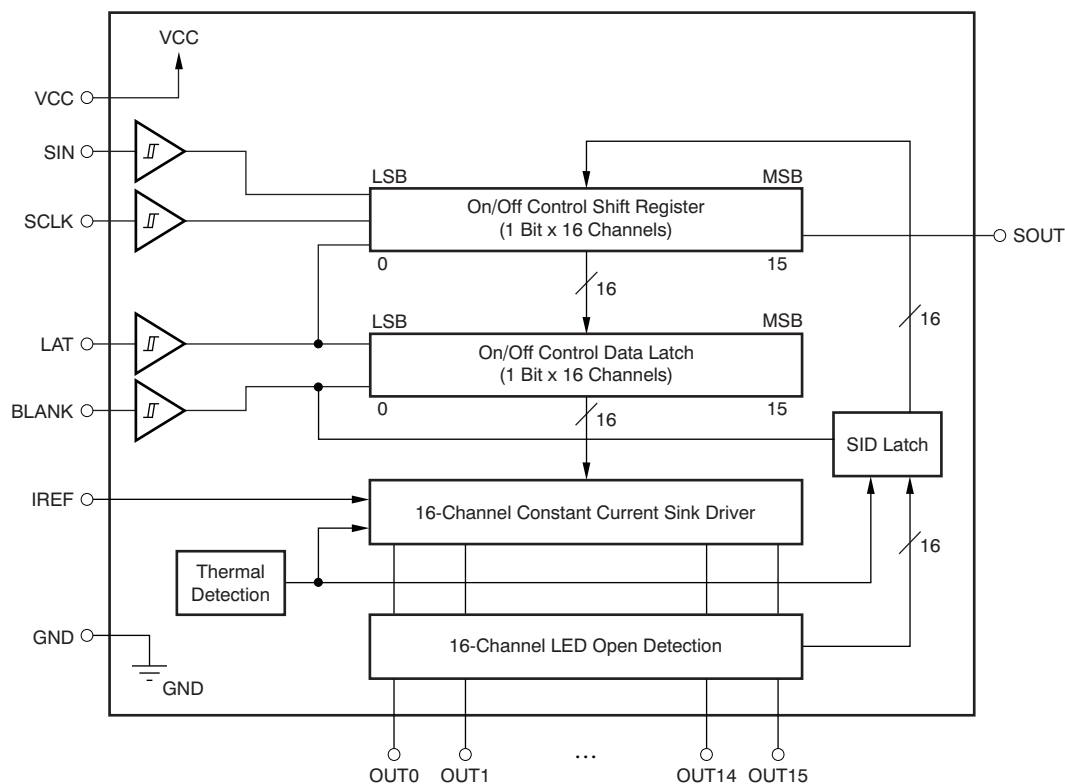 VCC
VCC
SIN
LSB
MSB
SCLK
On/Off Control Shift Register
(1 Bit x 16 Channels)
SOUT
0
15
16
16
LSB
MSB
LAT
On/Off Control Data Latch
(1 Bit x 16 Channels)
BLANK
0
15
16
SID Latch
IREF
16-Channel Constant Current Sink Driver
16
Thermal
Detection
GND
16-Channel LED Open Detection
GND
OUT0
OUT1
...
OUT14
OUT15